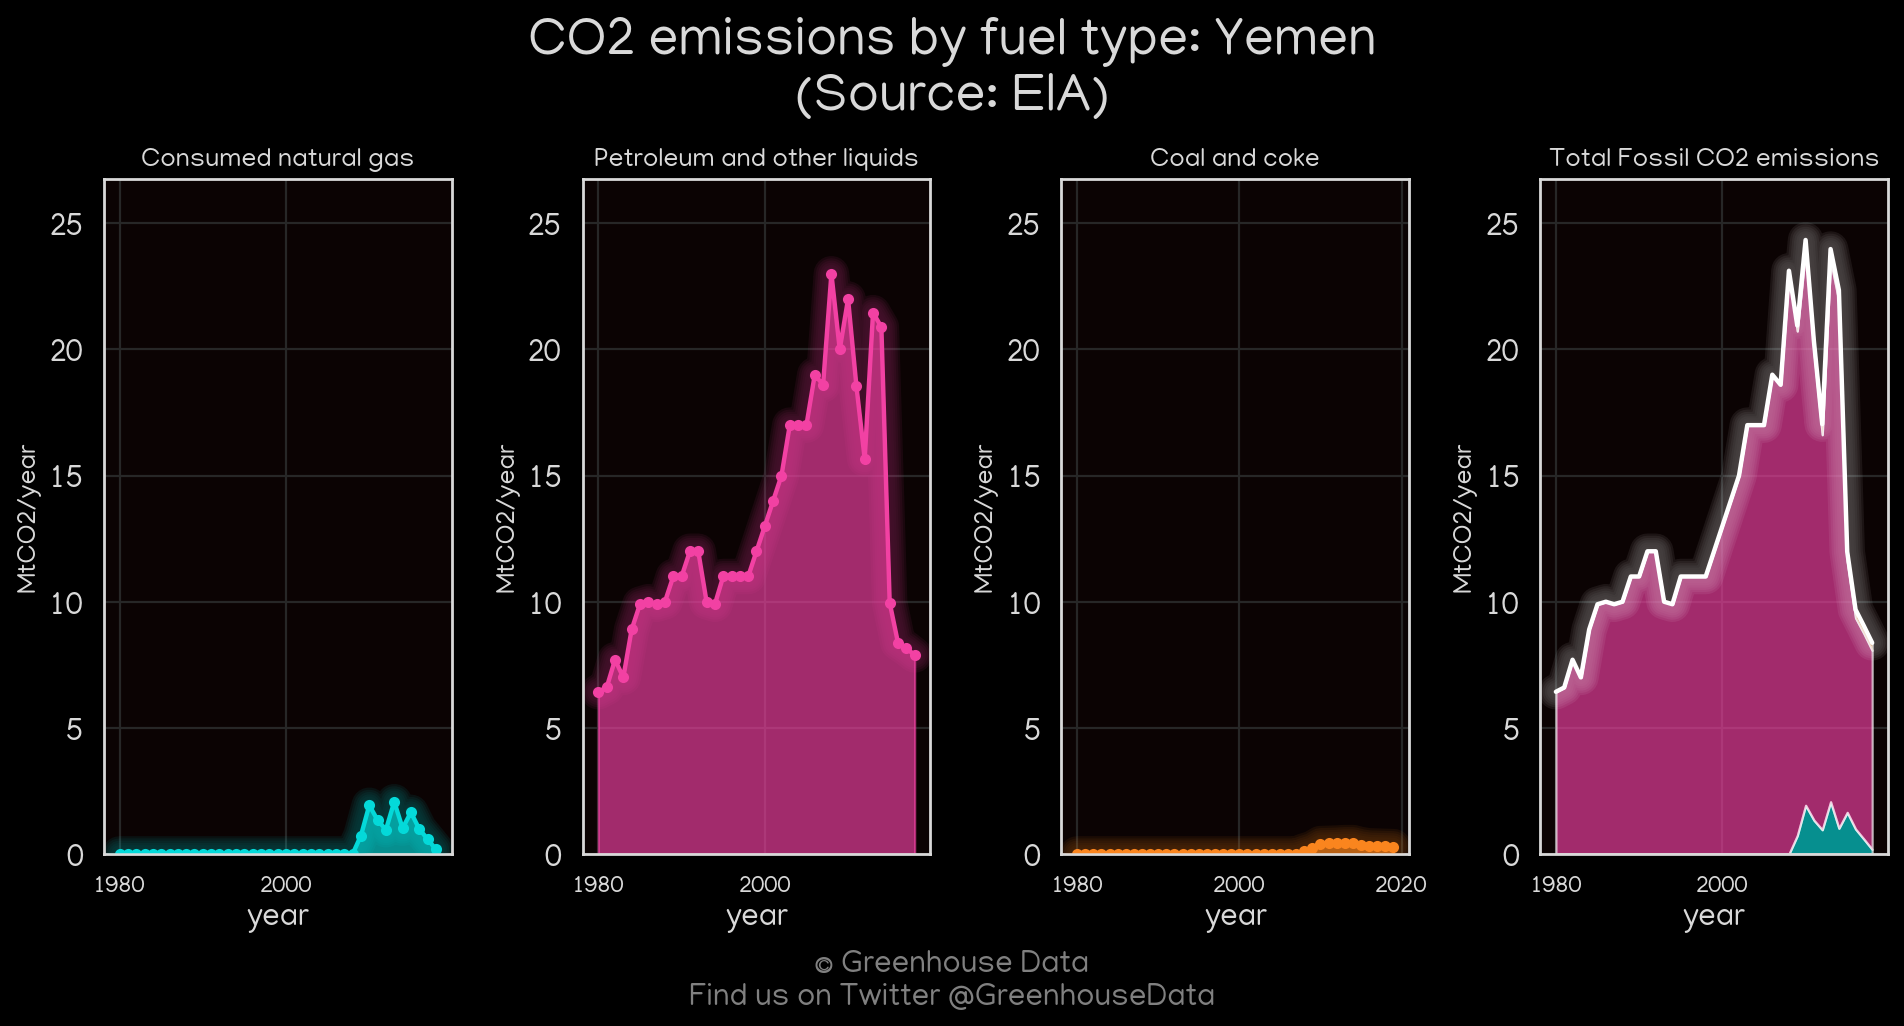 CO2 emissions by fuel type: Yemen
(Source: EIA)
Consumed natural gas
Petroleum and other liquids
Coal and coke
Total Fossil CO2 emissions
MtCO2/year
25
20
15
10
5
0
1980
2000
year
MtCO2/year
25
20
15
10
5
0
1980
2000
year
MtCO2/year
25
20
15
10
5
0
1980
2000
2020
year
MtCO2/year
25
20
15
10
5
0
1980
2000
year
© Greenhouse Data
Find us on Twitter @GreenhouseData